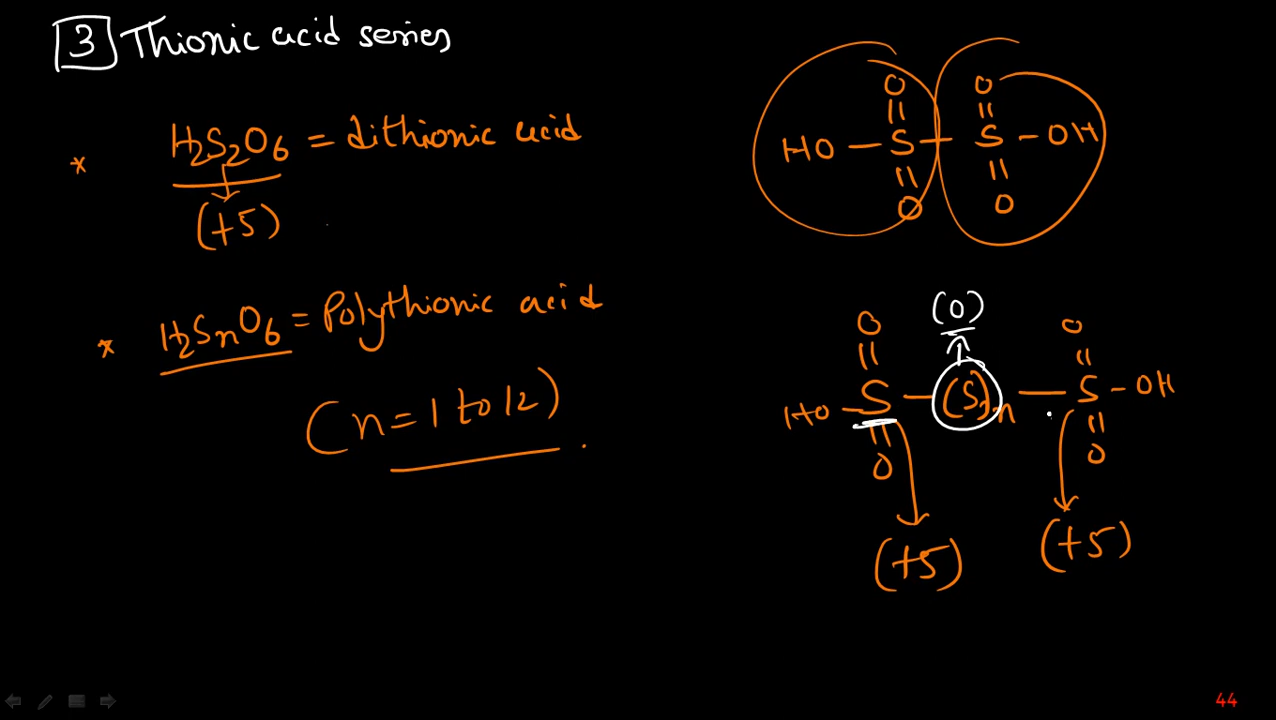 3 Thionic acid series
* H2S2O6 = dithionic acid
(+5)
* H2SnO6 = Polythionic acid
(n = 1 to 12)
O O
HO - S - S - OH
O O
(0)
O O
HO - S - (S)n - S - OH
O O
(+5) (+5)
44